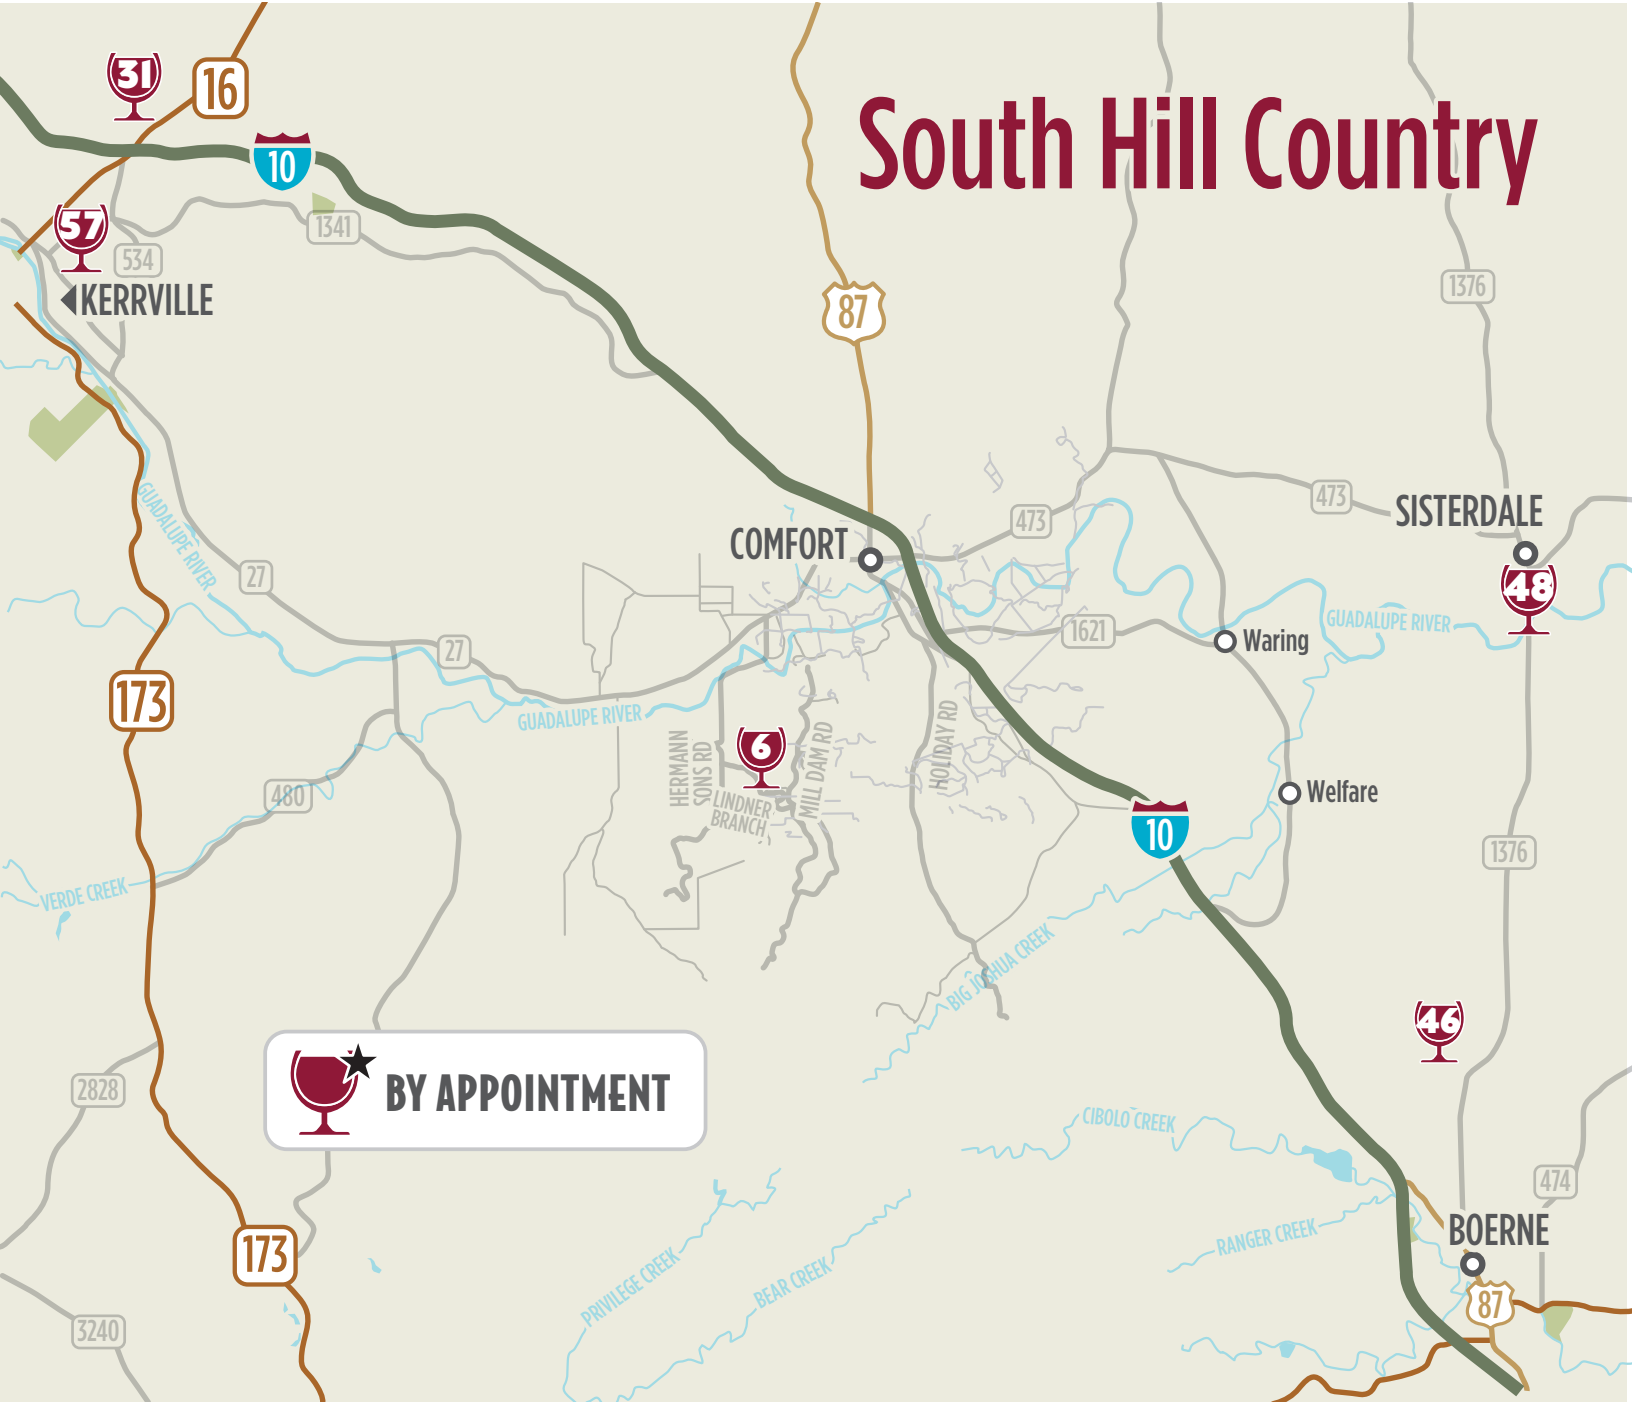 South Hill Country
31
16
10
57
534
1341
KERRVILLE
87
1376
GUADALUPE RIVER
27
COMFORT
473
473
SISTERDALE
48
GUADALUPE RIVER
1621
Waring
27
173
GUADALUPE RIVER
HERMANN
SONS RD
6
MILL DAM RD
HOLIDAY RD
LINDNER
BRANCH
480
Welfare
10
1376
VERDE CREEK
BIG JOSHUA CREEK
46
BY APPOINTMENT
2828
CIBOLO CREEK
474
BOERNE
RANGER CREEK
173
PRIVILEGE CREEK
BEAR CREEK
87
3240